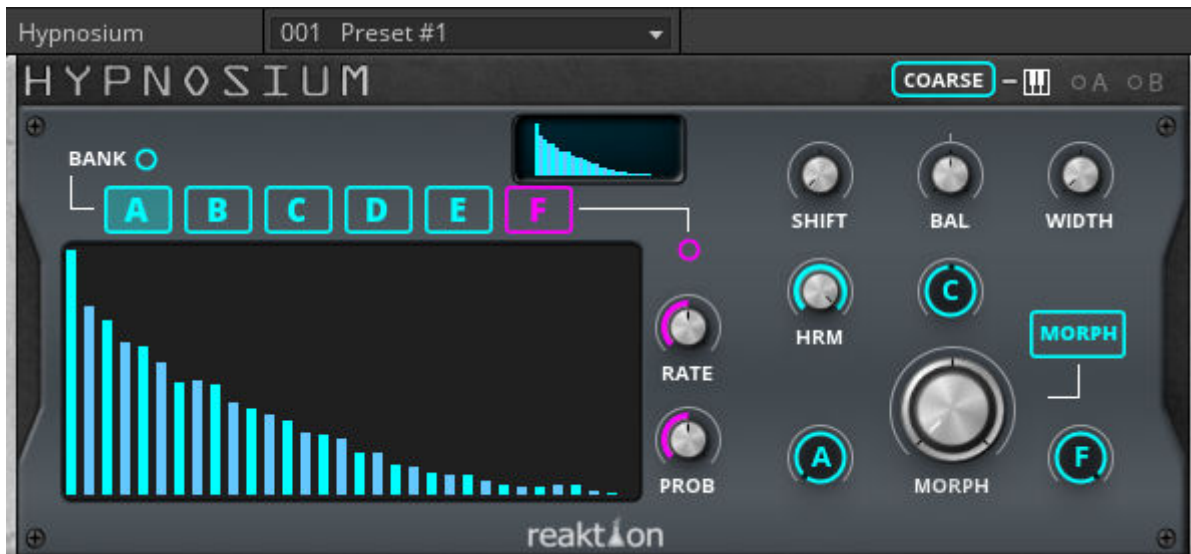 Hypnosium 001 Preset #1
HYPNOSIUM COARSE A B
BANK
A B C D E F
SHIFT BAL WIDTH
HRM C MORPH
RATE
A MORPH F
PROB
reaktion